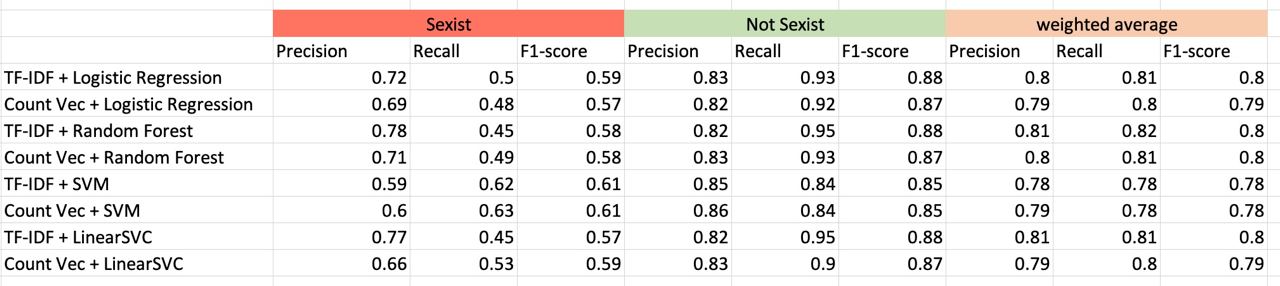 Sexist Not Sexist weighted average
Precision Recall F1-score Precision Recall F1-score Precision Recall F1-score
TF-IDF + Logistic Regression 0.72 0.5 0.59 0.83 0.93 0.88 0.8 0.81 0.8
Count Vec + Logistic Regression 0.69 0.48 0.57 0.82 0.92 0.87 0.79 0.8 0.79
TF-IDF + Random Forest 0.78 0.45 0.58 0.82 0.95 0.88 0.81 0.82 0.8
Count Vec + Random Forest 0.71 0.49 0.58 0.83 0.93 0.87 0.8 0.81 0.8
TF-IDF + SVM 0.59 0.62 0.61 0.85 0.84 0.85 0.78 0.78 0.78
Count Vec + SVM 0.6 0.63 0.61 0.86 0.84 0.85 0.79 0.78 0.78
TF-IDF + LinearSVC 0.77 0.45 0.57 0.82 0.95 0.88 0.81 0.81 0.8
Count Vec + LinearSVC 0.66 0.53 0.59 0.83 0.9 0.87 0.79 0.8 0.79